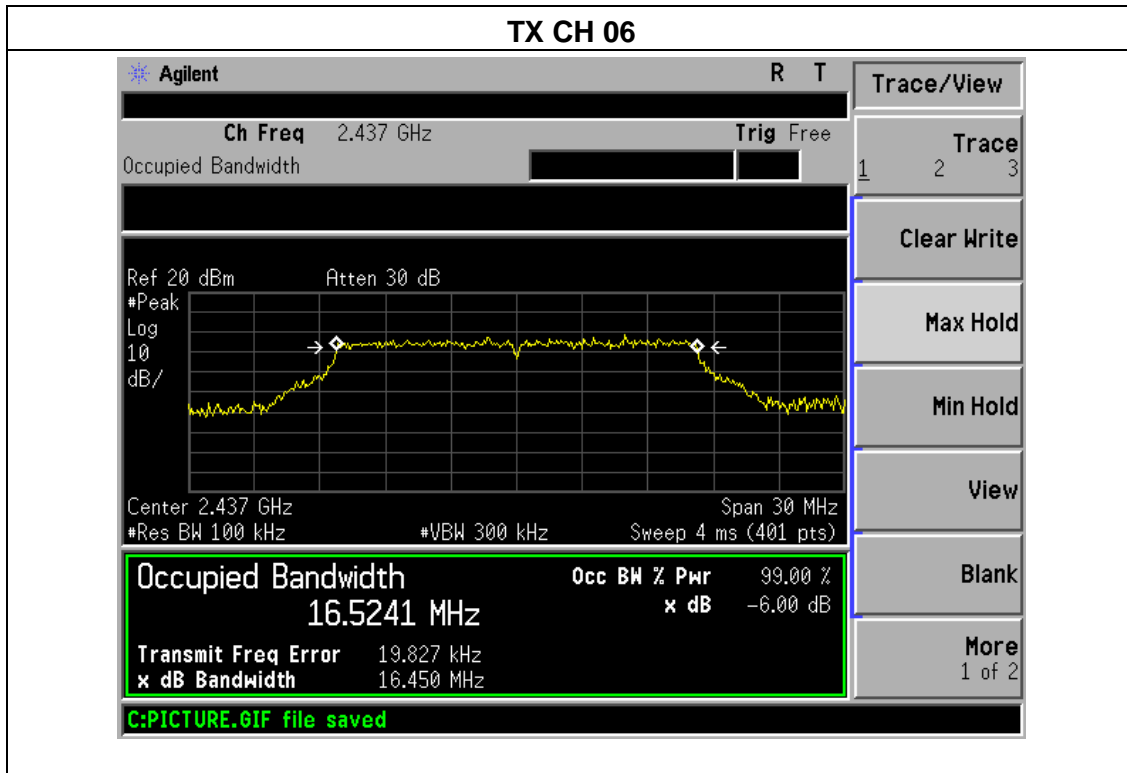 TX CH 06
Agilent R T
Trace/View
Ch Freq 2.437 GHz Trig Free
Occupied Bandwidth
Trace
1 2 3
Clear Write
Ref 20 dBm Atten 30 dB
#Peak
Log
10
dB/
Max Hold
Min Hold
View
Center 2.437 GHz Span 30 MHz
#Res BW 100 kHz #VBW 300 kHz Sweep 4 ms (401 pts)
Occupied Bandwidth Occ BW % Pwr 99.00 %
16.5241 MHz x dB -6.00 dB
Blank
Transmit Freq Error 19.827 kHz
x dB Bandwidth 16.450 MHz
More
1 of 2
C:PICTURE.GIF file saved